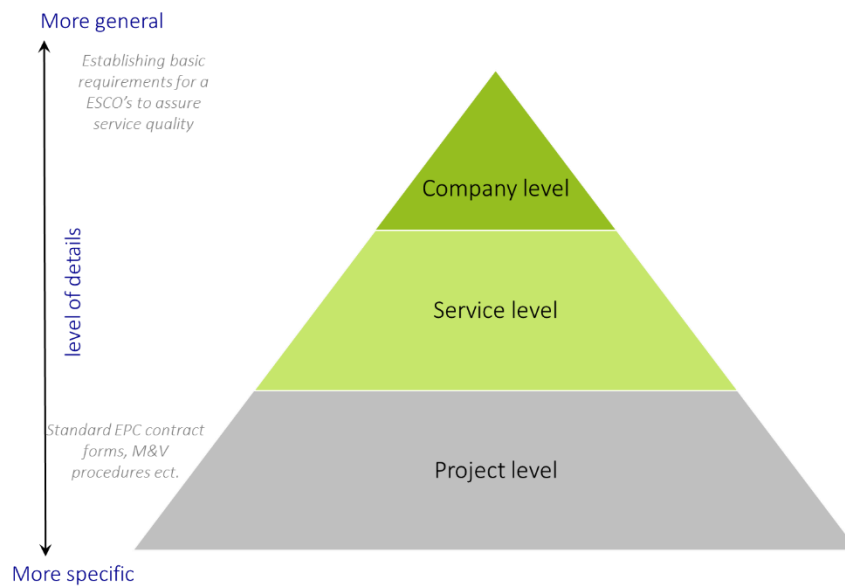 More general
Establishing basic
requirements for a
ESCO's to assure
service quality
Company level
level of details
Service level
Standard EPC contract
forms, M&V
procedures ect.
Project level
More specific